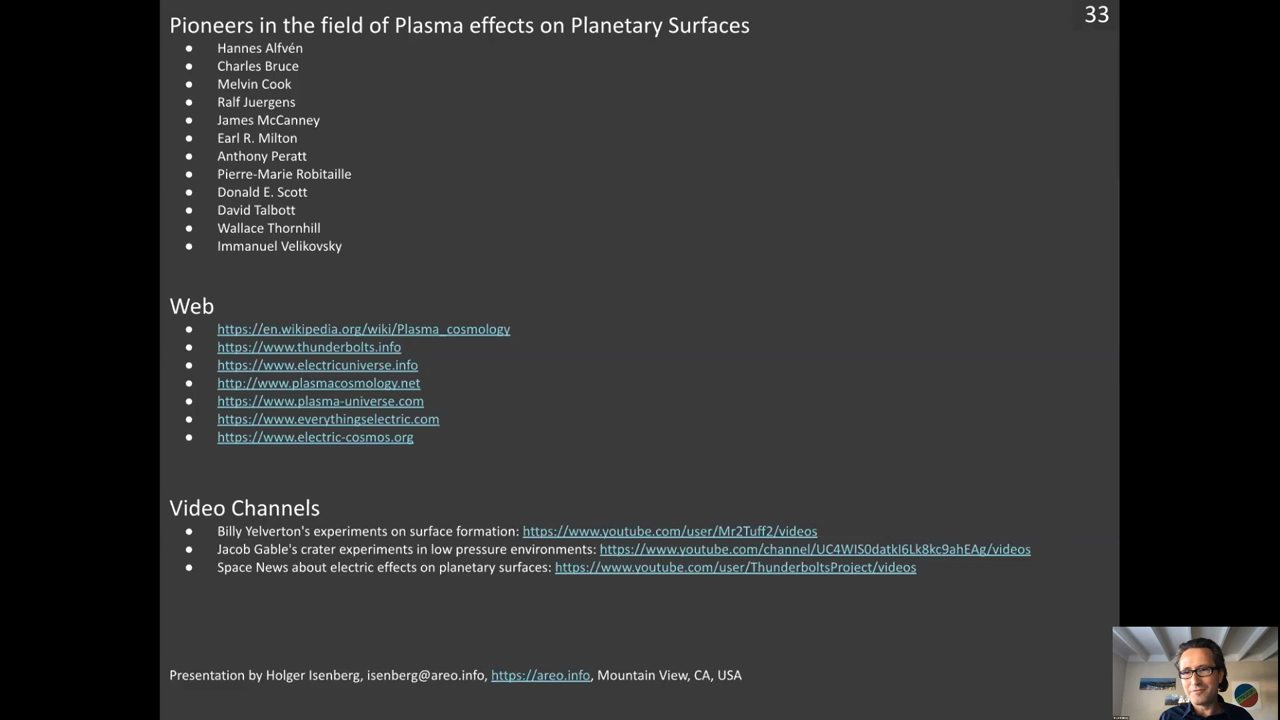 Pioneers in the field of Plasma effects on Planetary Surfaces
33
● Hannes Alfvén
● Charles Bruce
● Melvin Cook
● Ralf Juergens
● James McCanney
● Earl R. Milton
● Anthony Peratt
● Pierre-Marie Robitaille
● Donald E. Scott
● David Talbott
● Wallace Thornhill
● Immanuel Velikovsky
Web
● https://en.wikipedia.org/wiki/Plasma_cosmology
● https://www.thunderbolts.info
● https://www.electricuniverse.info
● http://www.plasmacosmology.net
● https://www.plasma-universe.com
● https://www.everythingselectric.com
● https://www.electric-cosmos.org
Video Channels
● Billy Yelverton's experiments on surface formation: https://www.youtube.com/user/Mr2Tuff2/videos
● Jacob Gable's crater experiments in low pressure environments: https://www.youtube.com/channel/UC4WIS0datkI6Lk8kc9ahEAg/videos
● Space News about electric effects on planetary surfaces: https://www.youtube.com/user/ThunderboltsProject/videos
Presentation by Holger Isenberg, isenberg@areo.info, https://areo.info, Mountain View, CA, USA